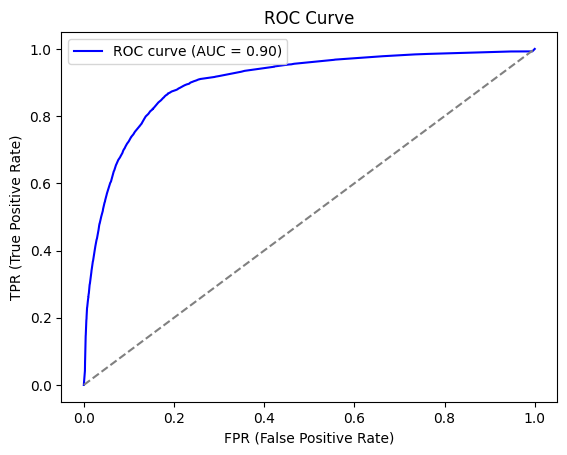 ROC Curve
ROC curve (AUC = 0.90)
TPR (True Positive Rate)
1.0
0.8
0.6
0.4
0.2
0.0
0.0 0.2 0.4 0.6 0.8 1.0
FPR (False Positive Rate)